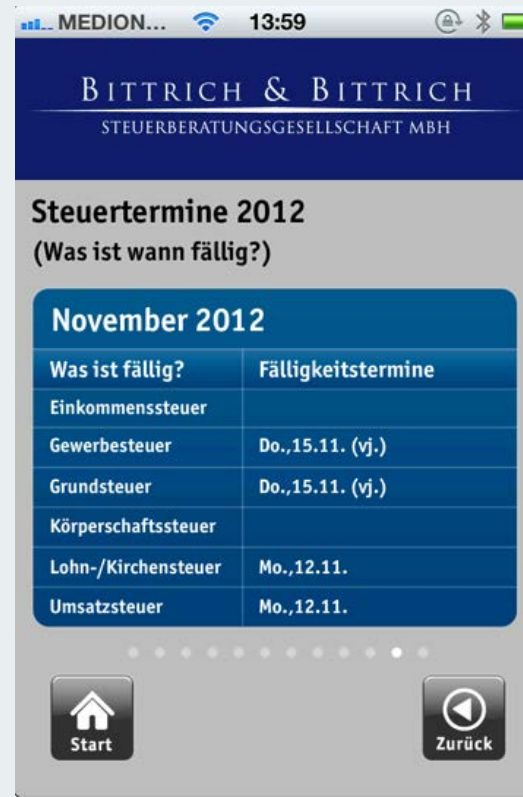 MEDION... 13:59
BITTRICH & BITTRICH
STEUERBERATUNGSGESELLSCHAFT MBH
Steuertermine 2012
(Was ist wann fällig?)
November 2012
Was ist fällig? Fälligkeitstermine
Einkommenssteuer
Gewerbesteuer Do.,15.11. (vj.)
Grundsteuer Do.,15.11. (vj.)
Körperschaftssteuer
Lohn-/Kirchensteuer Mo.,12.11.
Umsatzsteuer Mo.,12.11.
Start Zurück